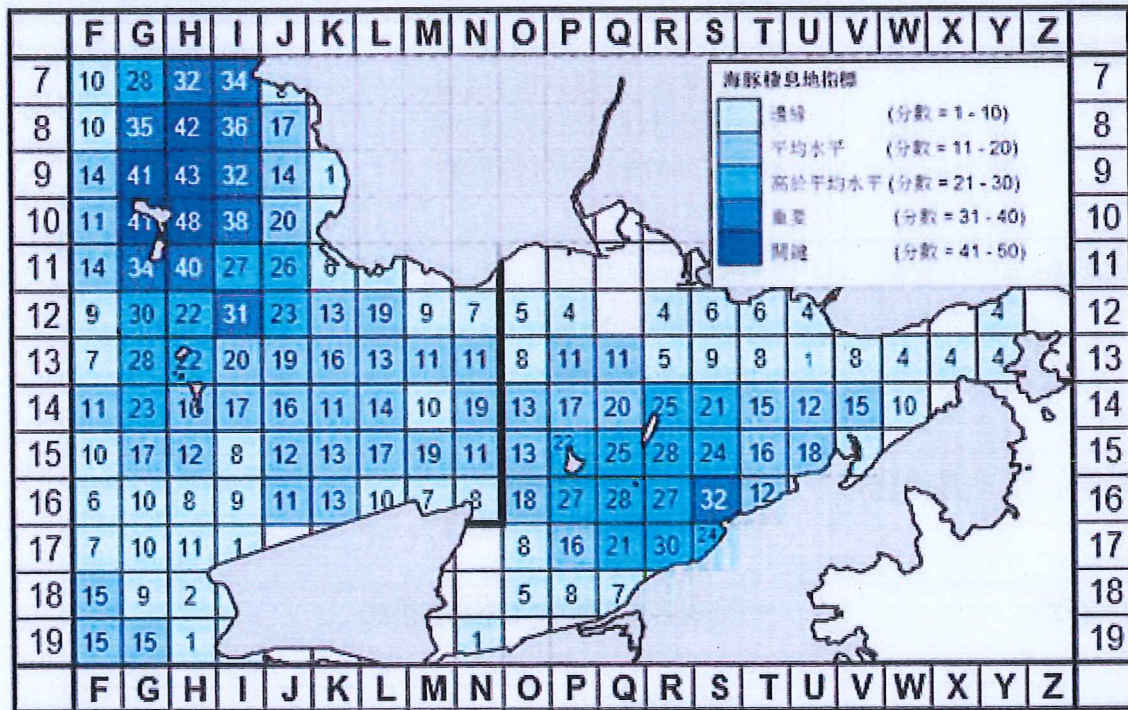 F G H I J K L M N O P Q R S T U V W X Y Z
7 10 28 32 34 7
海豚棲息地指標
邊緣 (分數 = 1 - 10)
平均水平 (分數 = 11 - 20)
高於平均水平 (分數 = 21 - 30)
重要 (分數 = 31 - 40)
關鍵 (分數 = 41 - 50)
8 10 35 42 36 17 8
9 14 41 43 32 14 1 9
10 11 41 48 38 20 10
11 14 34 40 27 26 11
12 9 30 22 31 23 13 19 9 7 5 4 4 6 6 4 4 12
13 7 28 22 20 19 16 13 11 11 8 11 11 5 9 8 1 8 4 4 4 13
14 11 23 16 17 16 11 14 10 19 13 17 20 25 21 15 12 15 10 14
15 10 17 12 8 12 13 17 19 11 13 22 25 28 24 16 18 15
16 6 10 8 9 11 13 10 7 8 18 27 28 27 32 12 16
17 7 10 11 1 8 16 21 30 24 17
18 15 9 2 5 8 7 18
19 15 15 1 1 19
F G H I J K L M N O P Q R S T U V W X Y Z